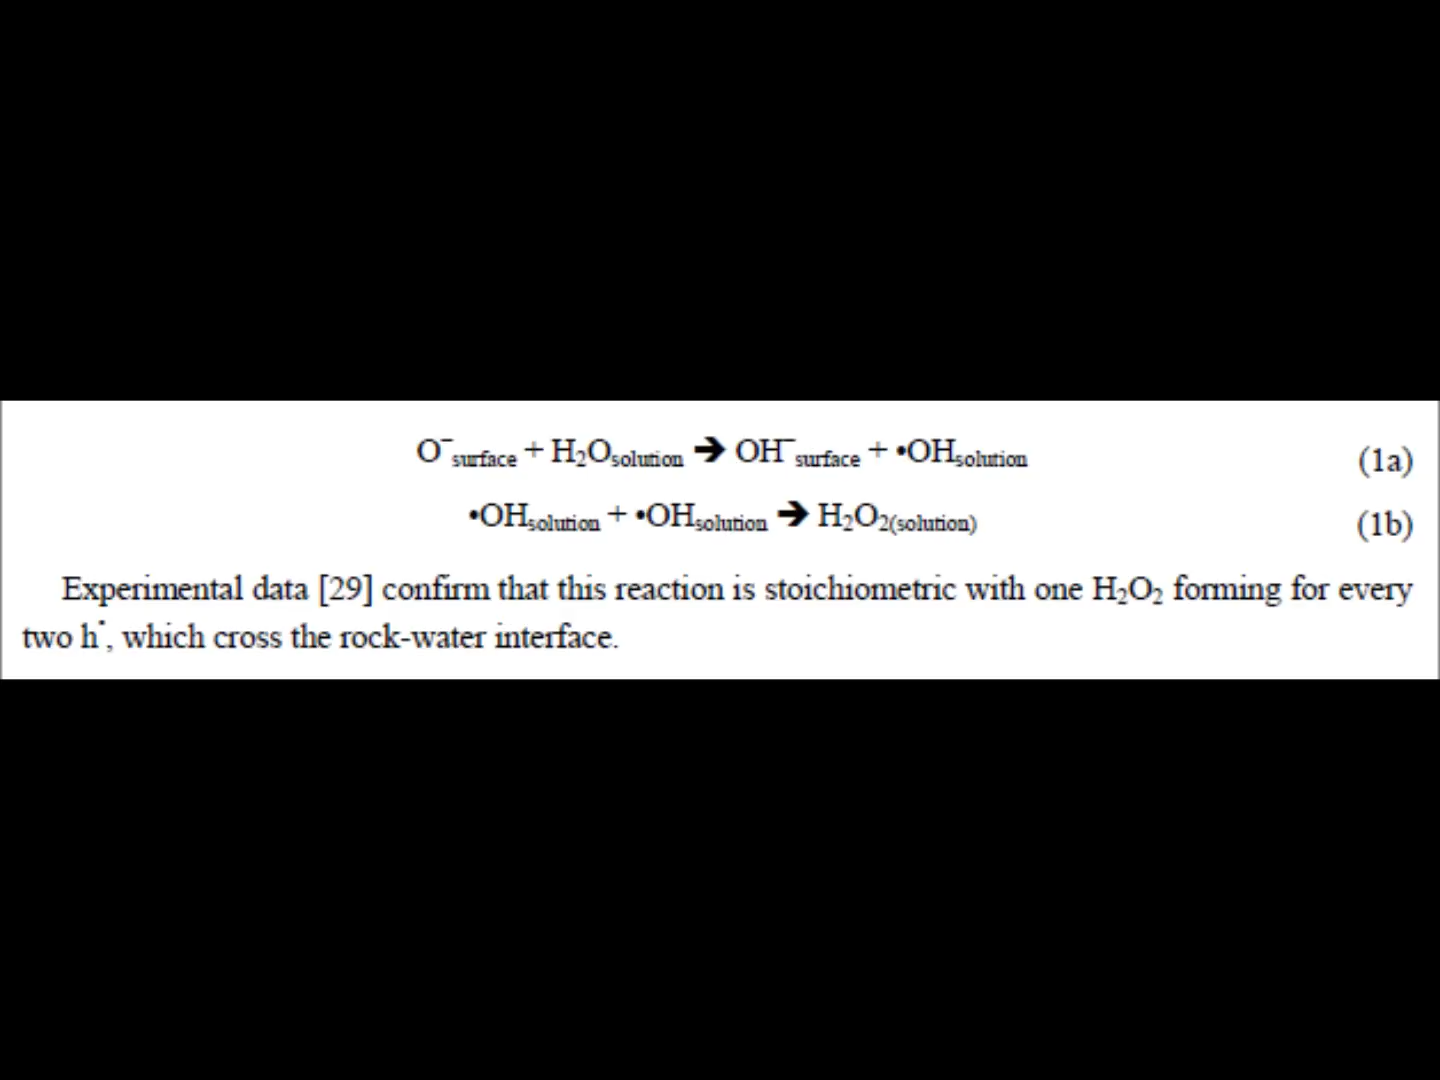 O⁻surface + H₂Osolution ➔ OH⁻surface + •OHsolution (1a)
•OHsolution + •OHsolution ➔ H₂O₂(solution) (1b)
Experimental data [29] confirm that this reaction is stoichiometric with one H₂O₂ forming for every
two h˙, which cross the rock-water interface.